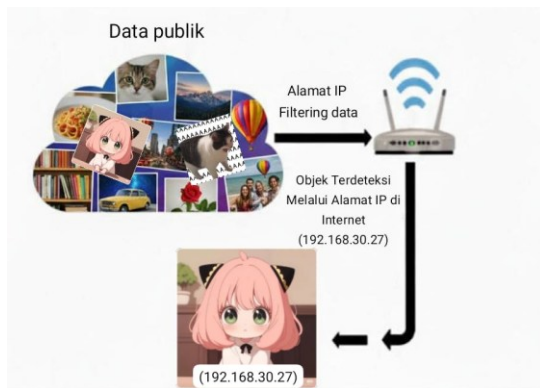 Data publik
Alamat IP
Filtering data
Objek Terdeteksi
Melalui Alamat IP di
Internet
(192.168.30.27)
(192.168.30.27)